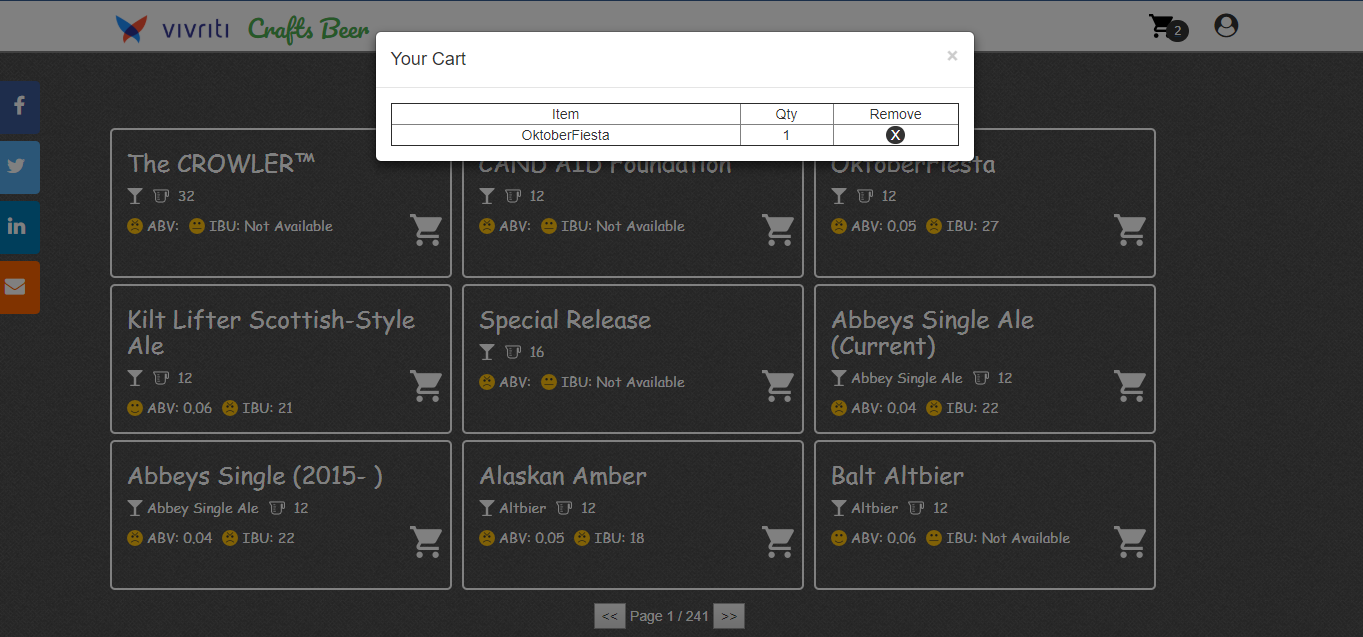 vivriti Crafts Beer
2
Your Cart ×
Item Qty Remove
OktoberFiesta 1 X
The CROWLER™
32
ABV: IBU: Not Available
CAND AID Foundation
12
ABV: IBU: Not Available
OktoberFiesta
12
ABV: 0.05 IBU: 27
Kilt Lifter Scottish-Style
Ale
12
ABV: 0.06 IBU: 21
Special Release
16
ABV: IBU: Not Available
Abbeys Single Ale
(Current)
Abbey Single Ale 12
ABV: 0.04 IBU: 22
Abbeys Single (2015- )
Abbey Single Ale 12
ABV: 0.04 IBU: 22
Alaskan Amber
Altbier 12
ABV: 0.05 IBU: 18
Balt Altbier
Altbier 12
ABV: 0.06 IBU: Not Available
<< Page 1 / 241 >>